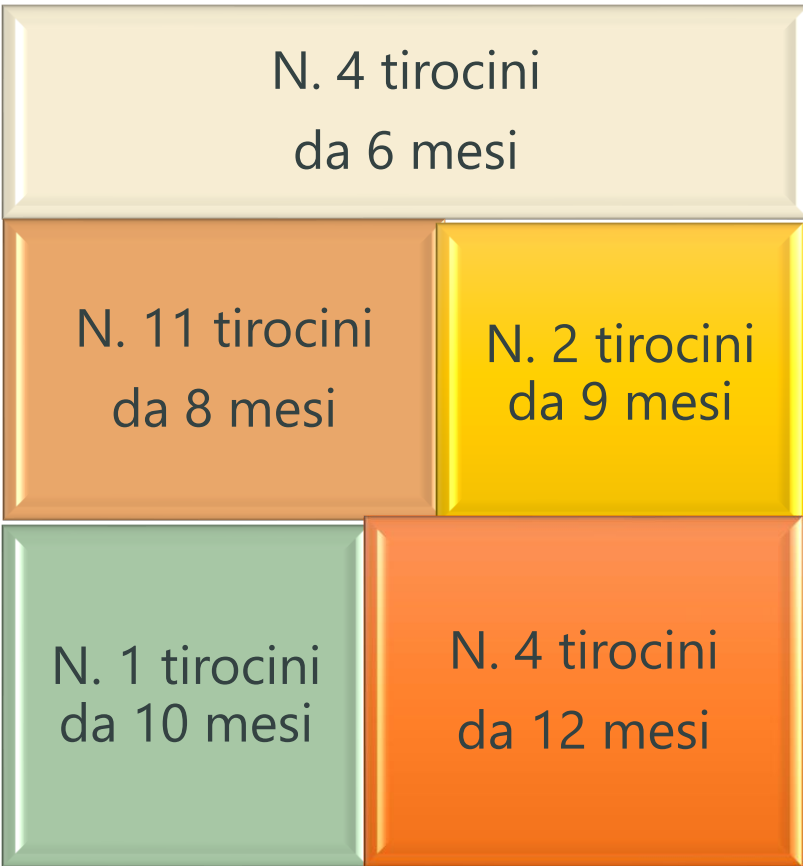 N. 4 tirocini
da 6 mesi
N. 11 tirocini
da 8 mesi
N. 2 tirocini
da 9 mesi
N. 1 tirocini
da 10 mesi
N. 4 tirocini
da 12 mesi